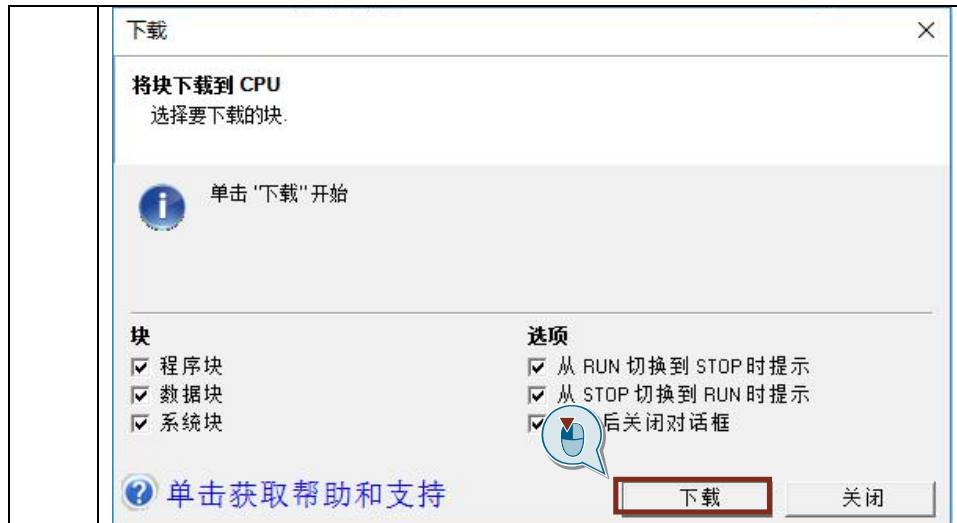 下载
将块下载到 CPU
选择要下载的块.
单击 '下载" 开始
块
程序块
数据块
系统块
选项
从 RUN 切换到 STOP 时提示
从 STOP 切换到 RUN 时提示
后关闭对话框
单击获取帮助和支持
下载
关闭